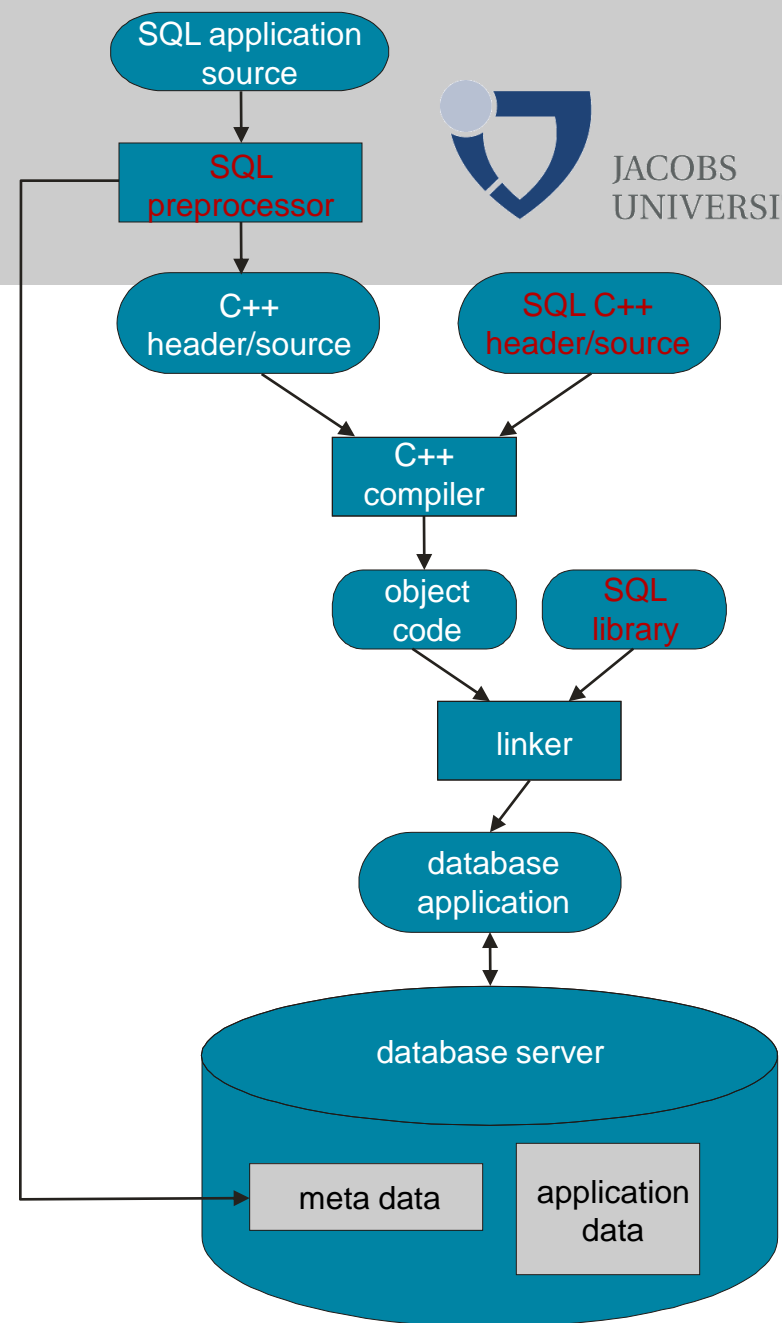 SQL application
source
SQL
preprocessor
JACOBS
UNIVERSI
C++
header/source
SQL C++
header/source
C++
compiler
object
code
SQL
library
linker
database
application
database server
meta data
application
data